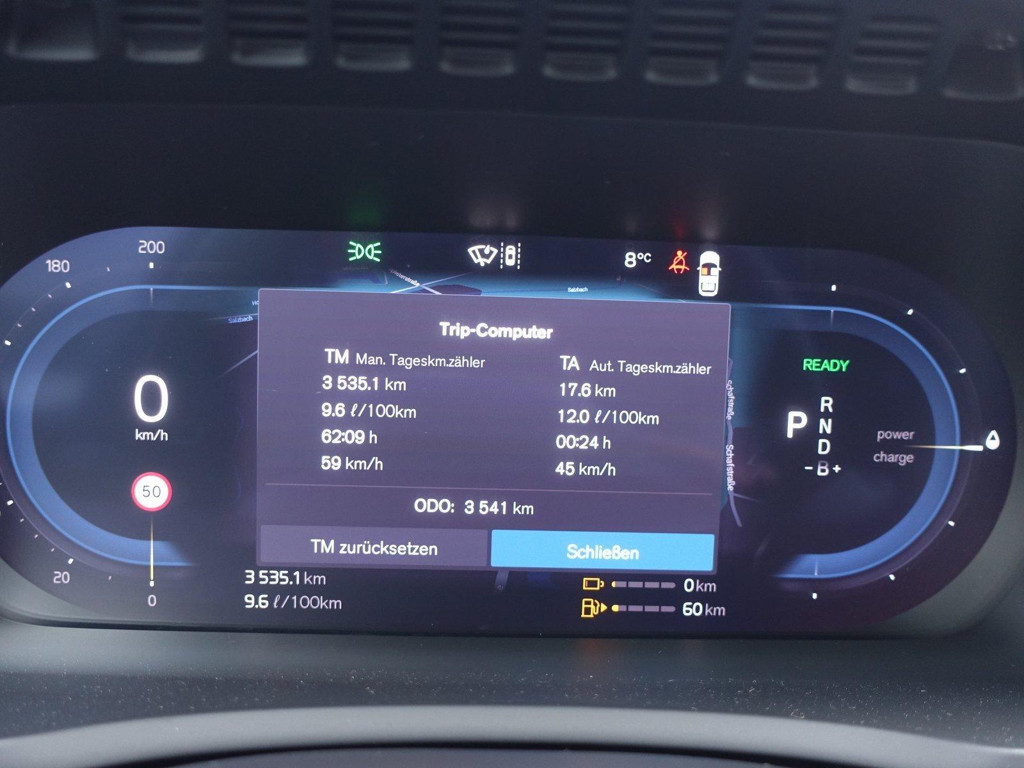 200
180
8°C
Salzbach
Salzbach
Trip-Computer
TM Man. Tageskm.zähler
3 535.1 km
9.6 ℓ/100km
62:09 h
59 km/h
TA Aut. Tageskm.zähler
17.6 km
12.0 ℓ/100km
00:24 h
45 km/h
ODO: 3 541 km
TM zurücksetzen
Schließen
0
km/h
50
20
0
3 535.1 km
9.6 ℓ/100km
0 km
60 km
Schafstraße
READY
P
R
N
D
- B +
power
charge